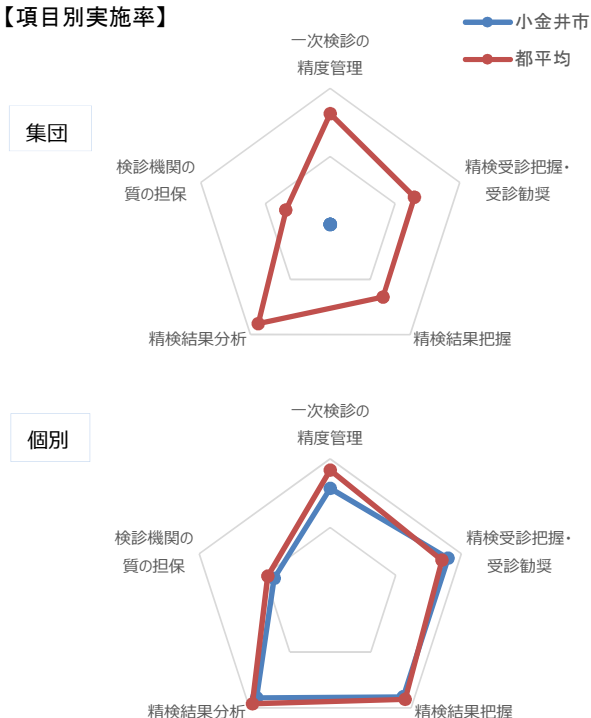 【項目別実施率】
小金井市
都平均
集団
一次検診の
精度管理
精検受診把握・
受診勧奨
精検結果把握
精検結果分析
検診機関の
質の担保
個別
一次検診の
精度管理
精検受診把握・
受診勧奨
精検結果把握
精検結果分析
検診機関の
質の担保